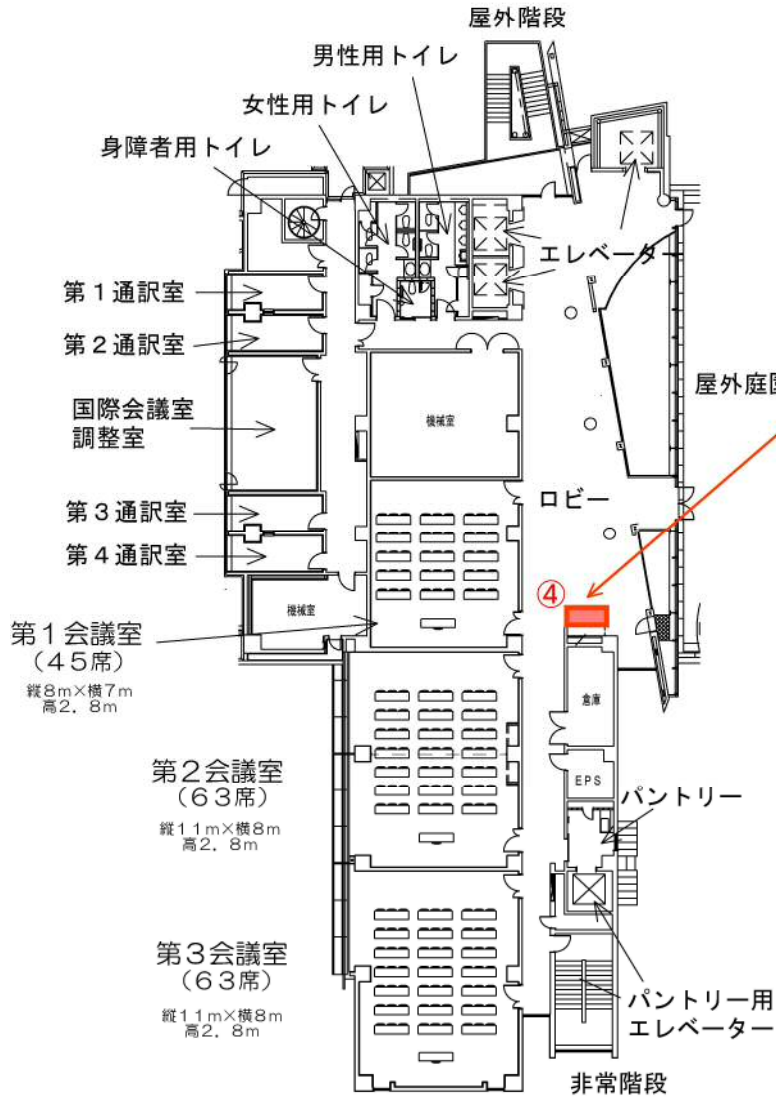 屋外階段
男性用トイレ
女性用トイレ
身障者用トイレ
エレベーター
第1通訳室
第2通訳室
国際会議室
調整室
屋外庭園
機械室
第3通訳室
第4通訳室
ロビー
④
機械室
第1会議室
(45席)
縦8m×横7m
高2.8m
倉庫
第2会議室
(63席)
縦11m×横8m
高2.8m
EPS
パントリー
第3会議室
(63席)
縦11m×横8m
高2.8m
パントリー用
エレベーター
非常階段